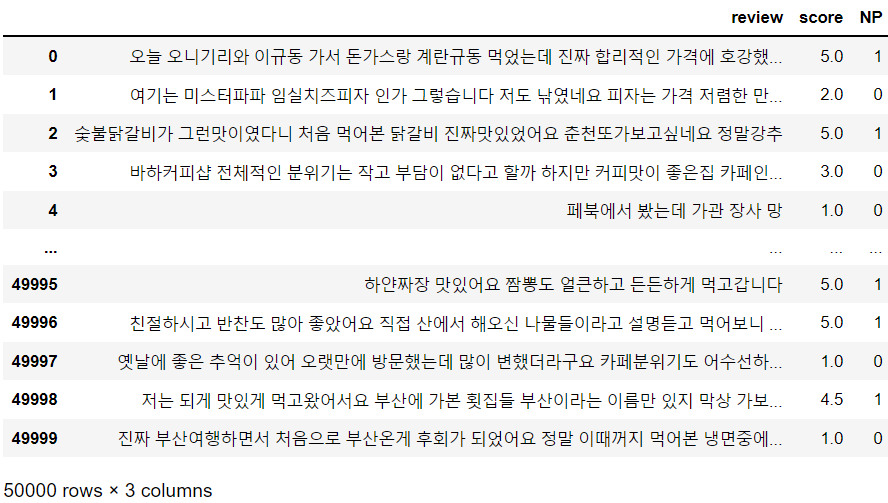 review score NP
0 오늘 오니기리와 이규동 가서 돈가스랑 계란규동 먹었는데 진짜 합리적인 가격에 호강했... 5.0 1
1 여기는 미스터파파 임실치즈피자 인가 그렇습니다 저도 낚였네요 피자는 가격 저렴한 만... 2.0 0
2 숯불닭갈비가 그런맛이였다니 처음 먹어본 닭갈비 진짜맛있었어요 춘천또가보고싶네요 정말강추 5.0 1
3 바하커피샵 전체적인 분위기는 작고 부담이 없다고 할까 하지만 커피맛이 좋은집 카페인... 3.0 0
4 페북에서 봤는데 가관 장사 망 1.0 0
... ... ... ...
49995 하얀짜장 맛있어요 짬뽕도 얼큰하고 든든하게 먹고갑니다 5.0 1
49996 친절하시고 반찬도 많아 좋았어요 직접 산에서 해오신 나물들이라고 설명듣고 먹어보니 ... 5.0 1
49997 옛날에 좋은 추억이 있어 오랫만에 방문했는데 많이 변했더라구요 카페분위기도 어수선하... 1.0 0
49998 저는 되게 맛있게 먹고왔어서요 부산에 가본 횟집들 부산이라는 이름만 있지 막상 가보... 4.5 1
49999 진짜 부산여행하면서 처음으로 부산온게 후회가 되었어요 정말 이때꺼지 먹어본 냉면중에... 1.0 0
50000 rows × 3 columns